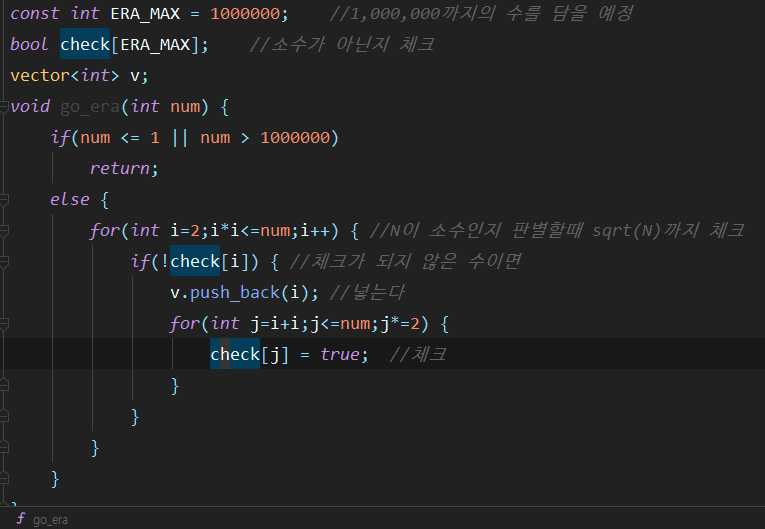 const int ERA_MAX = 1000000;    //1,000,000까지의 수를 담을 예정
bool check[ERA_MAX];    //소수가 아닌지 체크
vector<int> v;
void go_era(int num) {
    if(num <= 1 || num > 1000000)
        return;
    else {
        for(int i=2;i*i<=num;i++) { //N이 소수인지 판별할때 sqrt(N)까지 체크
            if(!check[i]) { //체크가 되지 않은 수이면
                v.push_back(i); //넣는다
                for(int j=i+i;j<=num;j*=2) {
                    check[j] = true;  //체크
                }
            }
        }
    }
}
f go_era